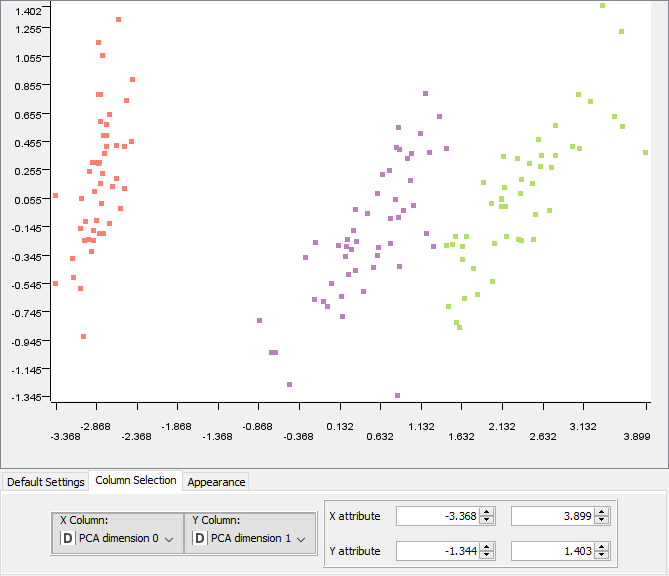 1.402
1.255
1.055
0.855
0.655
0.455
0.255
0.055
-0.145
-0.345
-0.545
-0.745
-0.945
-1.145
-1.345
-3.368 -2.868 -2.368 -1.868 -1.368 -0.868 -0.368 0.132 0.632 1.132 1.632 2.132 2.632 3.132 3.899
Default Settings Column Selection Appearance
X Column: Y Column:
D PCA dimension 0 D PCA dimension 1
X attribute -3.368 3.899
Y attribute -1.344 1.403